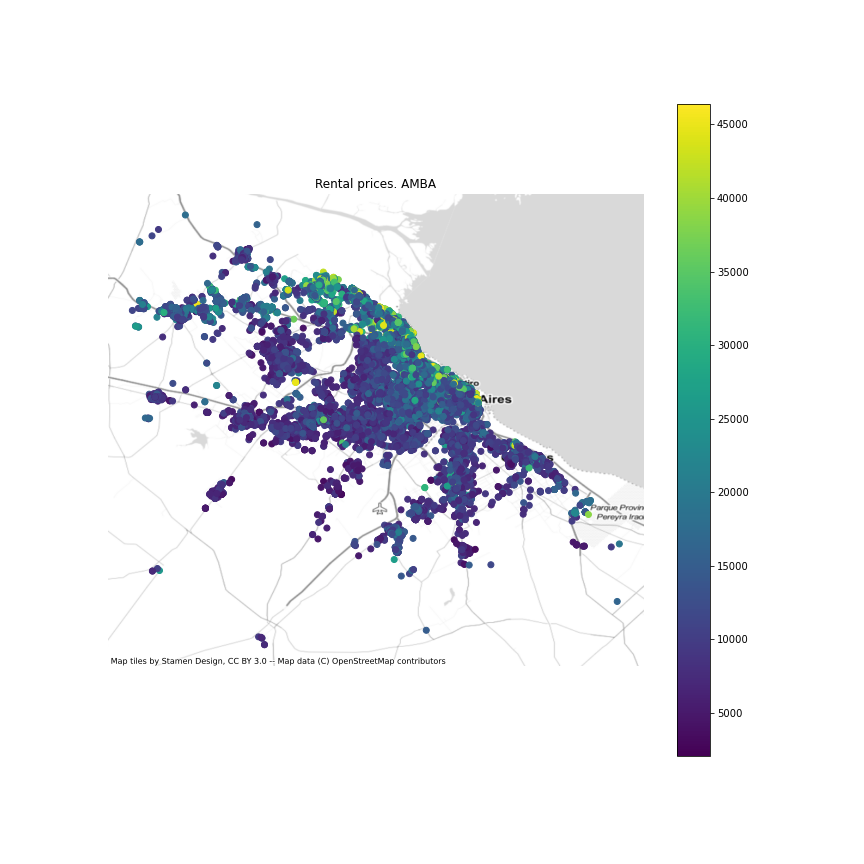 Rental prices. AMBA
45000
40000
35000
30000
25000
20000
15000
10000
5000
Aires
Parque Provin
Pereyra Iraо
Map tiles by Stamen Design, CC BY 3.0 -- Map data (C) OpenStreetMap contributors